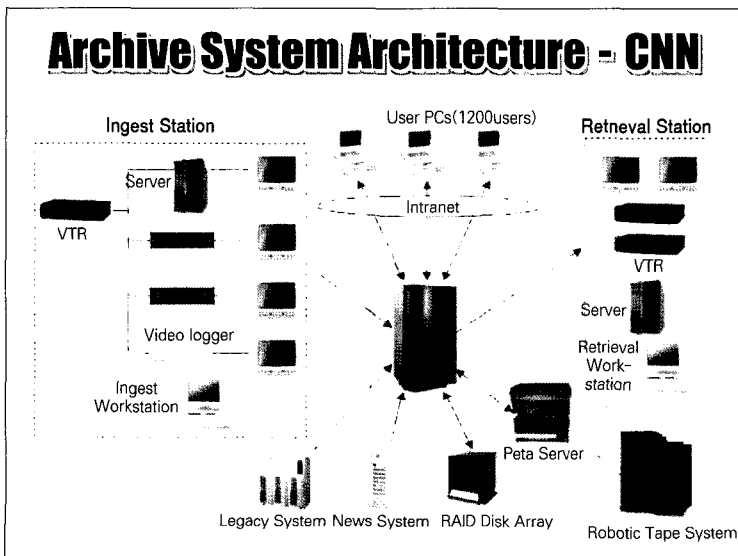 Archive System Architecture - CNN
Ingest Station
User PCs(1200users)
Retneval Station
Server
VTR
Intranet
VTR
Video logger
Server
Ingest
Workstation
Retrieval
Work-
station
Peta Server
Legacy System
News System
RAID Disk Array
Robotic Tape System